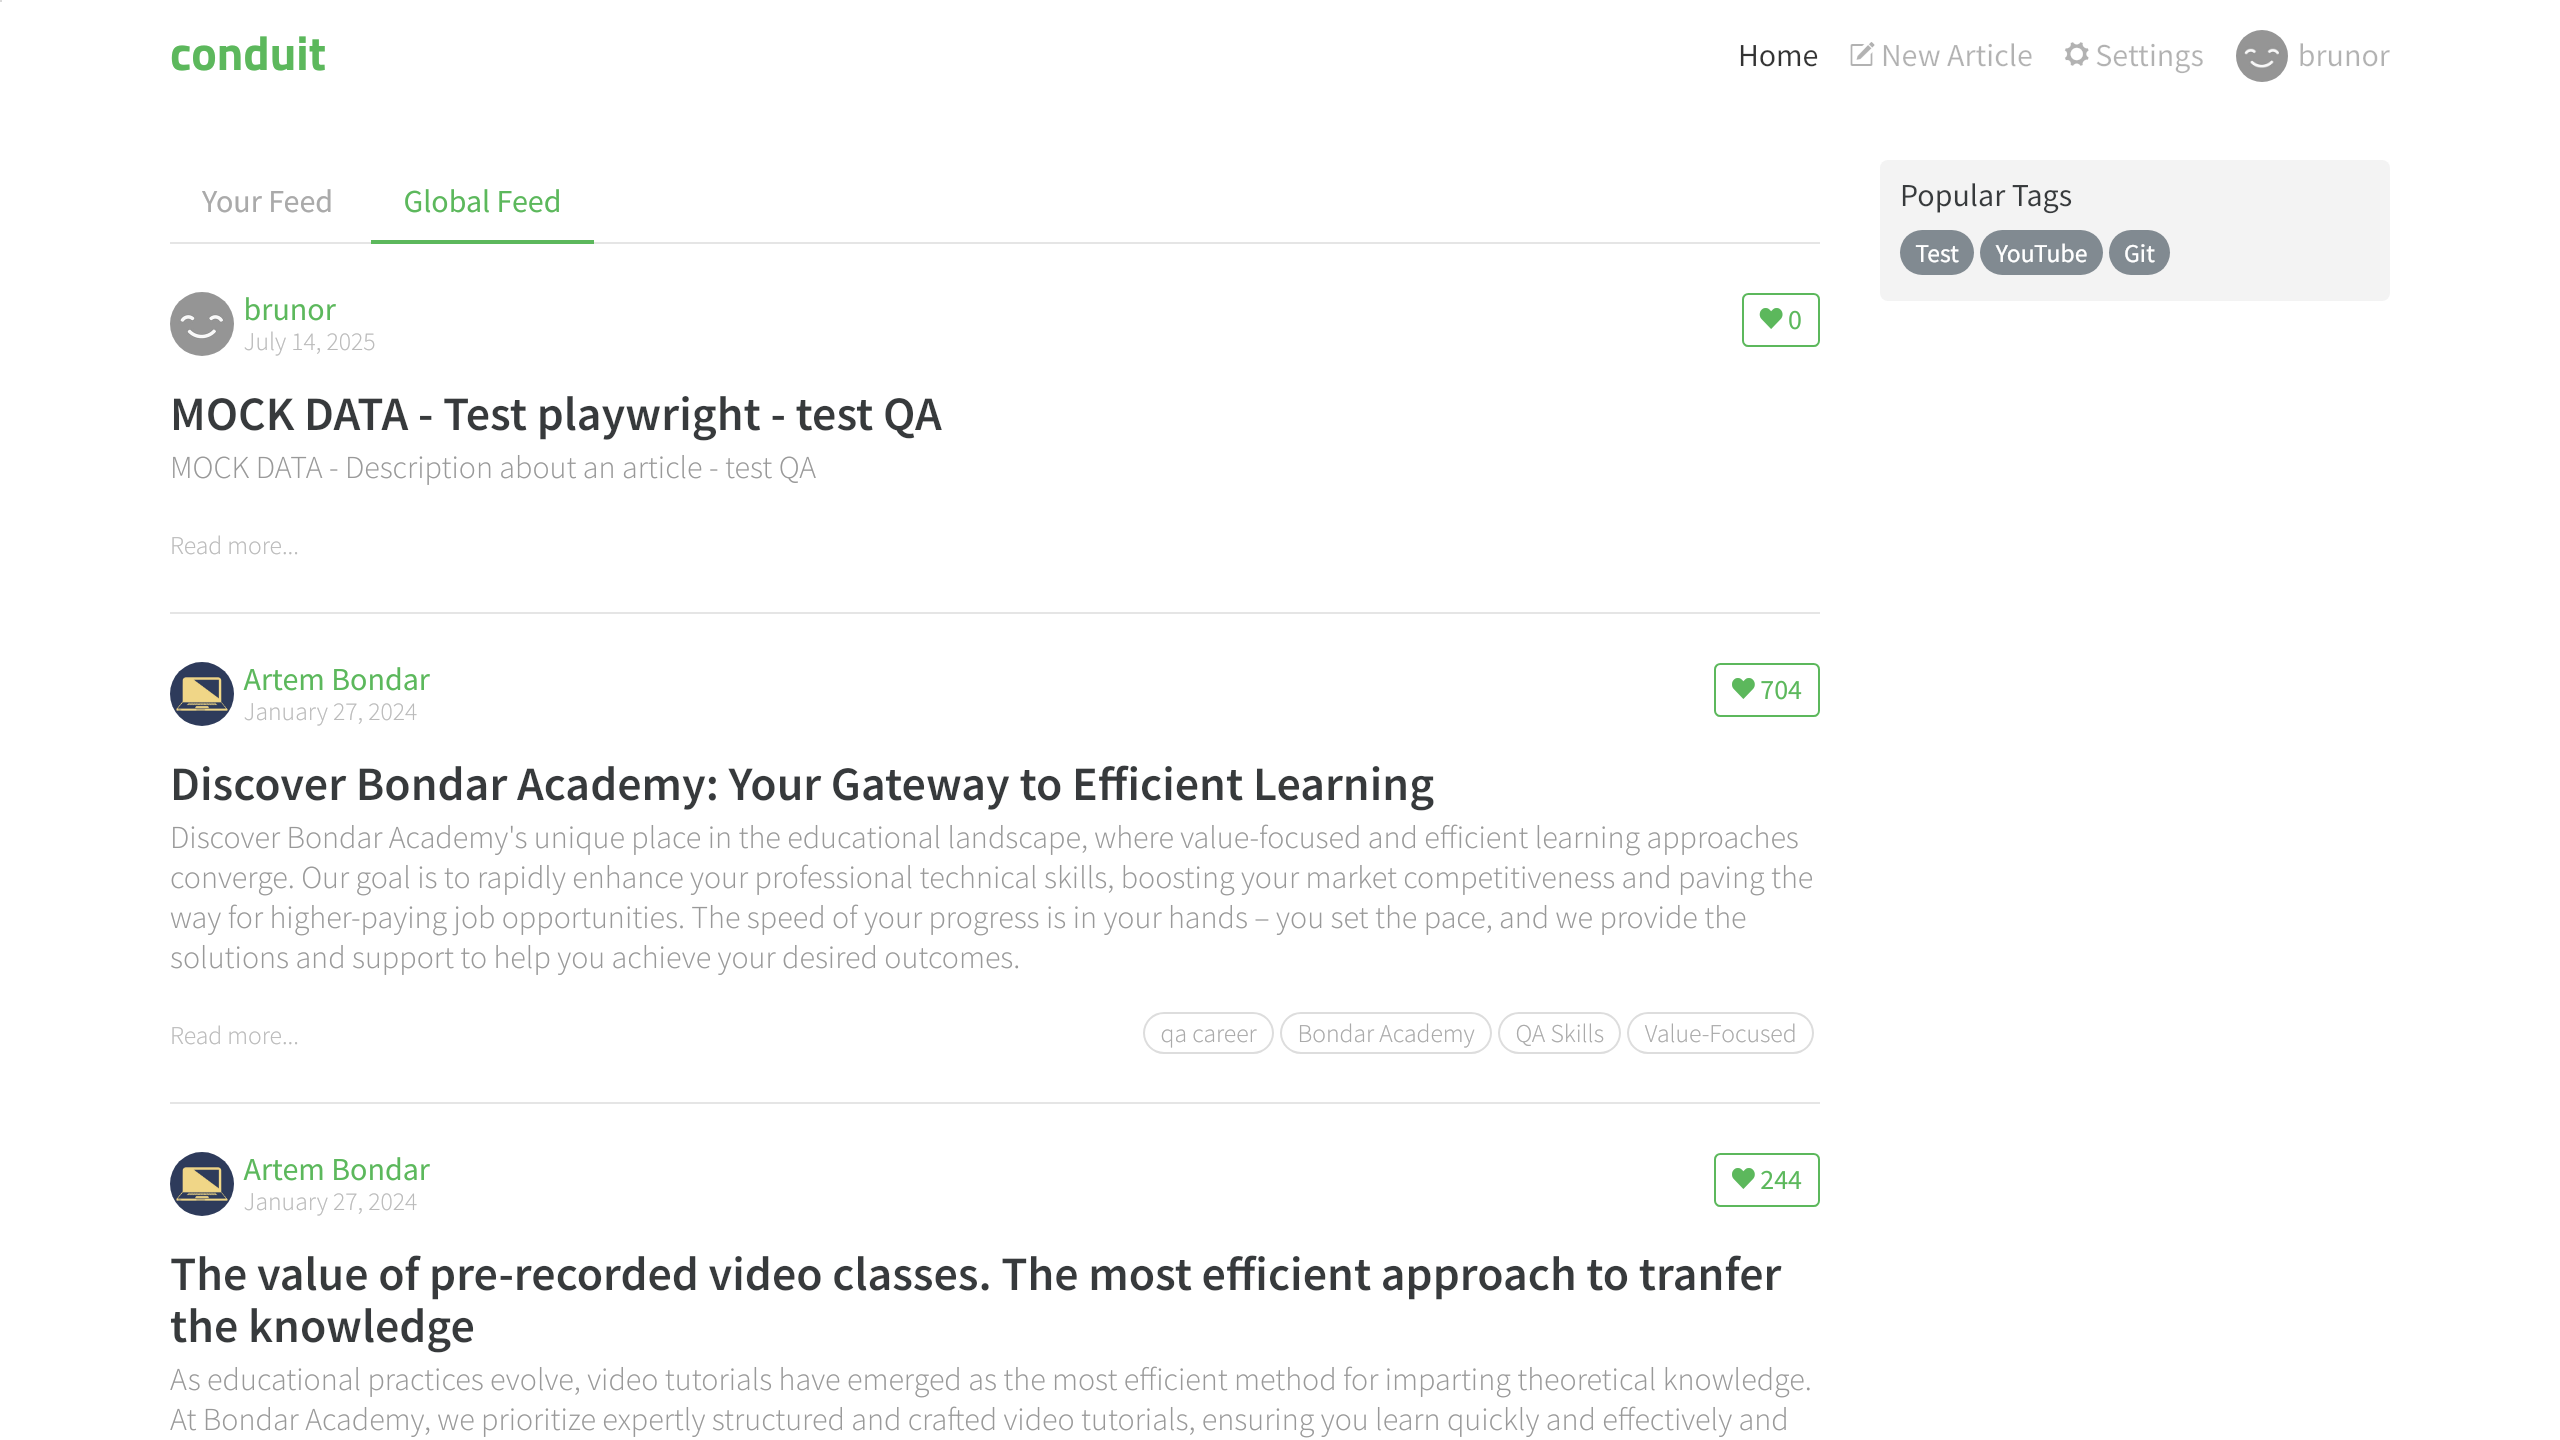 conduit
Home
New Article
Settings
brunor
Your Feed
Global Feed
Popular Tags
Test
YouTube
Git
brunor
July 14, 2025
0
MOCK DATA - Test playwright - test QA
MOCK DATA - Description about an article - test QA
Read more...
Artem Bondar
January 27, 2024
704
Discover Bondar Academy: Your Gateway to Efficient Learning
Discover Bondar Academy's unique place in the educational landscape, where value-focused and efficient learning approaches
converge. Our goal is to rapidly enhance your professional technical skills, boosting your market competitiveness and paving the
way for higher-paying job opportunities. The speed of your progress is in your hands – you set the pace, and we provide the
solutions and support to help you achieve your desired outcomes.
Read more...
qa career
Bondar Academy
QA Skills
Value-Focused
Artem Bondar
January 27, 2024
244
The value of pre-recorded video classes. The most efficient approach to tranfer
the knowledge
As educational practices evolve, video tutorials have emerged as the most efficient method for imparting theoretical knowledge.
At Bondar Academy, we prioritize expertly structured and crafted video tutorials, ensuring you learn quickly and effectively and